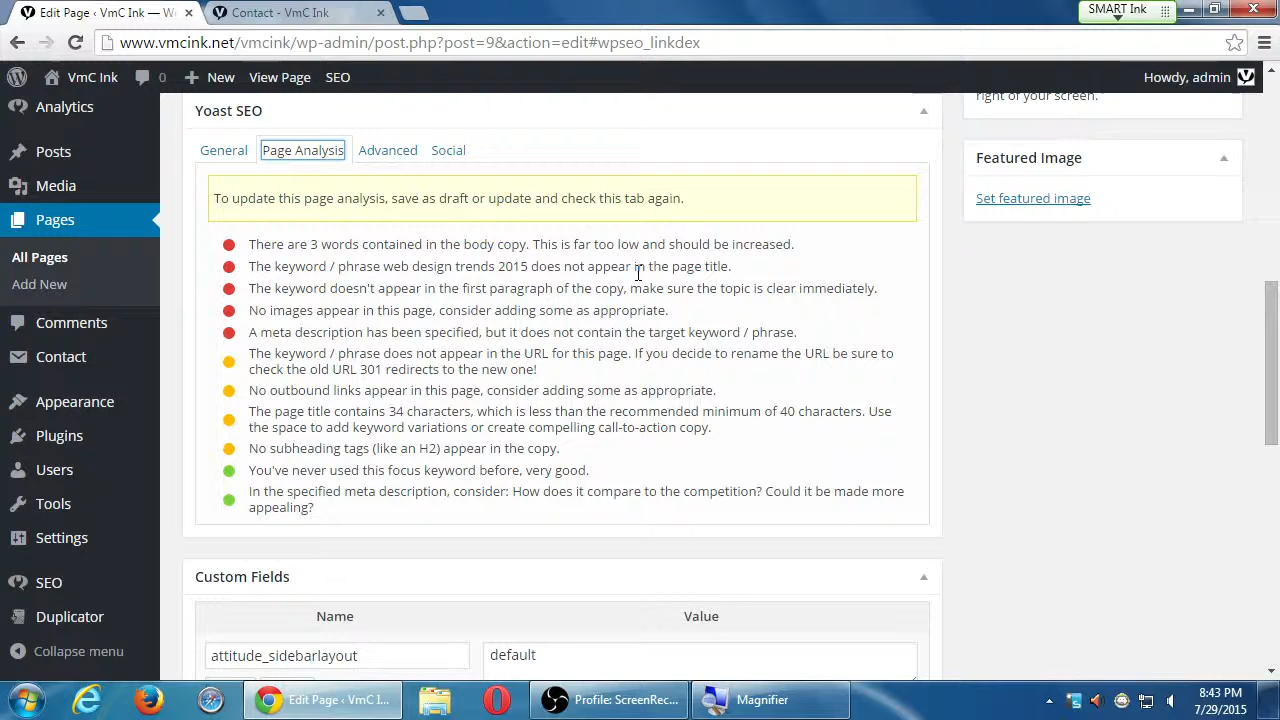 Edit Page ‹ VmC Ink — W
Contact - VmC Ink
SMART Ink
www.vmcink.net/vmcink/wp-admin/post.php?post=9&action=edit#wpseo_linkdex
VmC Ink
0
New
View Page
SEO
Howdy, admin
Analytics
Posts
Media
Pages
All Pages
Add New
Comments
Contact
Appearance
Plugins
Users
Tools
Settings
SEO
Duplicator
Collapse menu
Yoast SEO
General
Page Analysis
Advanced
Social
To update this page analysis, save as draft or update and check this tab again.
There are 3 words contained in the body copy. This is far too low and should be increased.
The keyword / phrase web design trends 2015 does not appear in the page title.
The keyword doesn't appear in the first paragraph of the copy, make sure the topic is clear immediately.
No images appear in this page, consider adding some as appropriate.
A meta description has been specified, but it does not contain the target keyword / phrase.
The keyword / phrase does not appear in the URL for this page. If you decide to rename the URL be sure to
check the old URL 301 redirects to the new one!
No outbound links appear in this page, consider adding some as appropriate.
The page title contains 34 characters, which is less than the recommended minimum of 40 characters. Use
the space to add keyword variations or create compelling call-to-action copy.
No subheading tags (like an H2) appear in the copy.
You've never used this focus keyword before, very good.
In the specified meta description, consider: How does it compare to the competition? Could it be made more
appealing?
Custom Fields
Name
Value
attitude_sidebarlayout
default
right of your screen.
Featured Image
Set featured image
Edit Page ‹ VmC I...
Profile: ScreenRec...
Magnifier
8:43 PM
7/29/2015